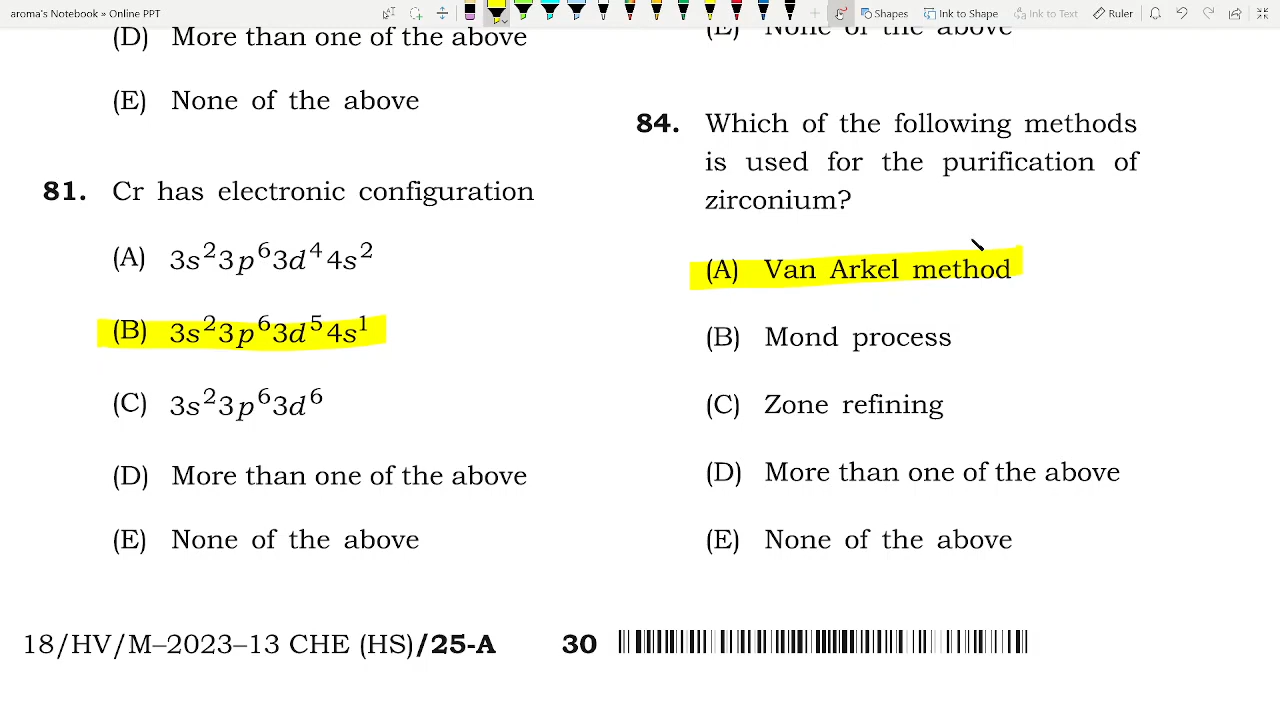 aroma's Notebook » Online PPT
Shapes
Ink to Shape
Ink to Text
Ruler
(D) More than one of the above
(E) None of the above
81. Cr has electronic configuration
(A) 3s²3p⁶3d⁴4s²
(B) 3s²3p⁶3d⁵4s¹
(C) 3s²3p⁶3d⁶
(D) More than one of the above
(E) None of the above
(E) None of the above
84. Which of the following methods
is used for the purification of
zirconium?
(A) Van Arkel method
(B) Mond process
(C) Zone refining
(D) More than one of the above
(E) None of the above
18/HV/M–2023–13 CHE (HS)/25-A 30